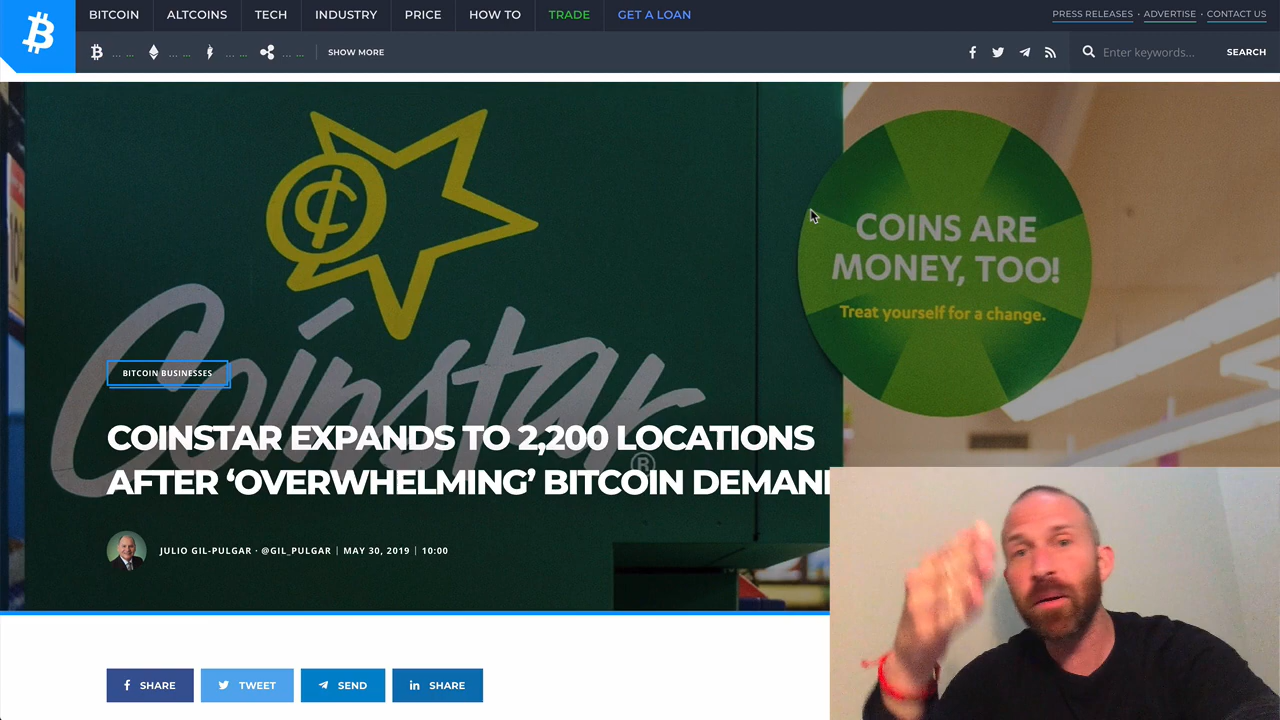 BITCOIN ALTCOINS TECH INDUSTRY PRICE HOW TO TRADE GET A LOAN PRESS RELEASES · ADVERTISE · CONTACT US
... ... ... ... ... ... ... ... SHOW MORE Enter keywords... SEARCH
COINS ARE
MONEY, TOO!
Treat yourself for a change.
Coinstar®
BITCOIN BUSINESSES
COINSTAR EXPANDS TO 2,200 LOCATIONS
AFTER ‘OVERWHELMING’ BITCOIN DEMAN
JULIO GIL-PULGAR · @GIL_PULGAR | MAY 30, 2019 | 10:00
SHARE TWEET SEND SHARE